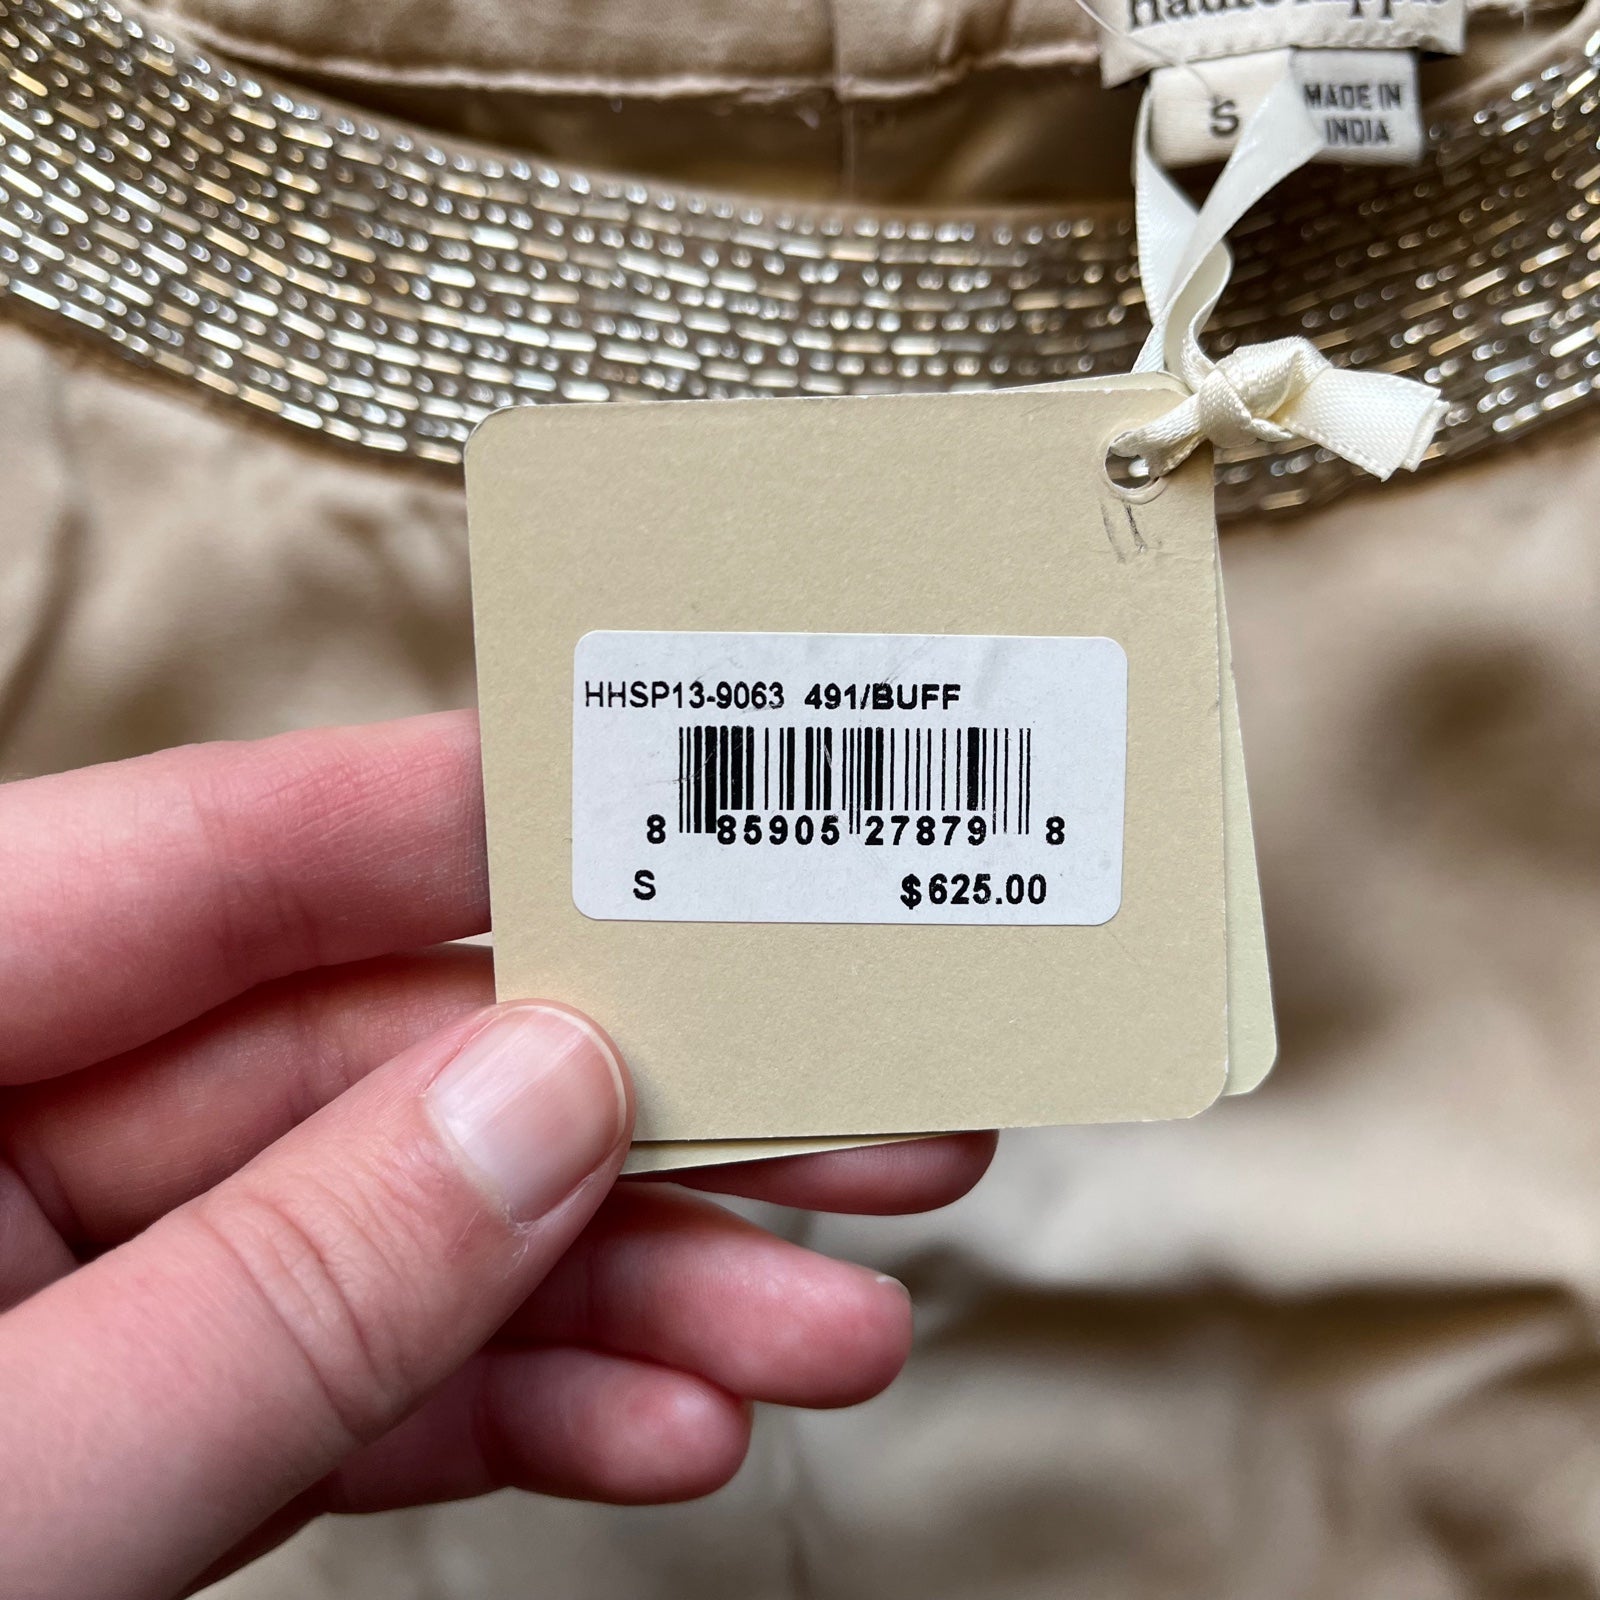 S
MADE IN
INDIA
HHSP13-9063 491/BUFF
8 85905 27879 8
S $625.00